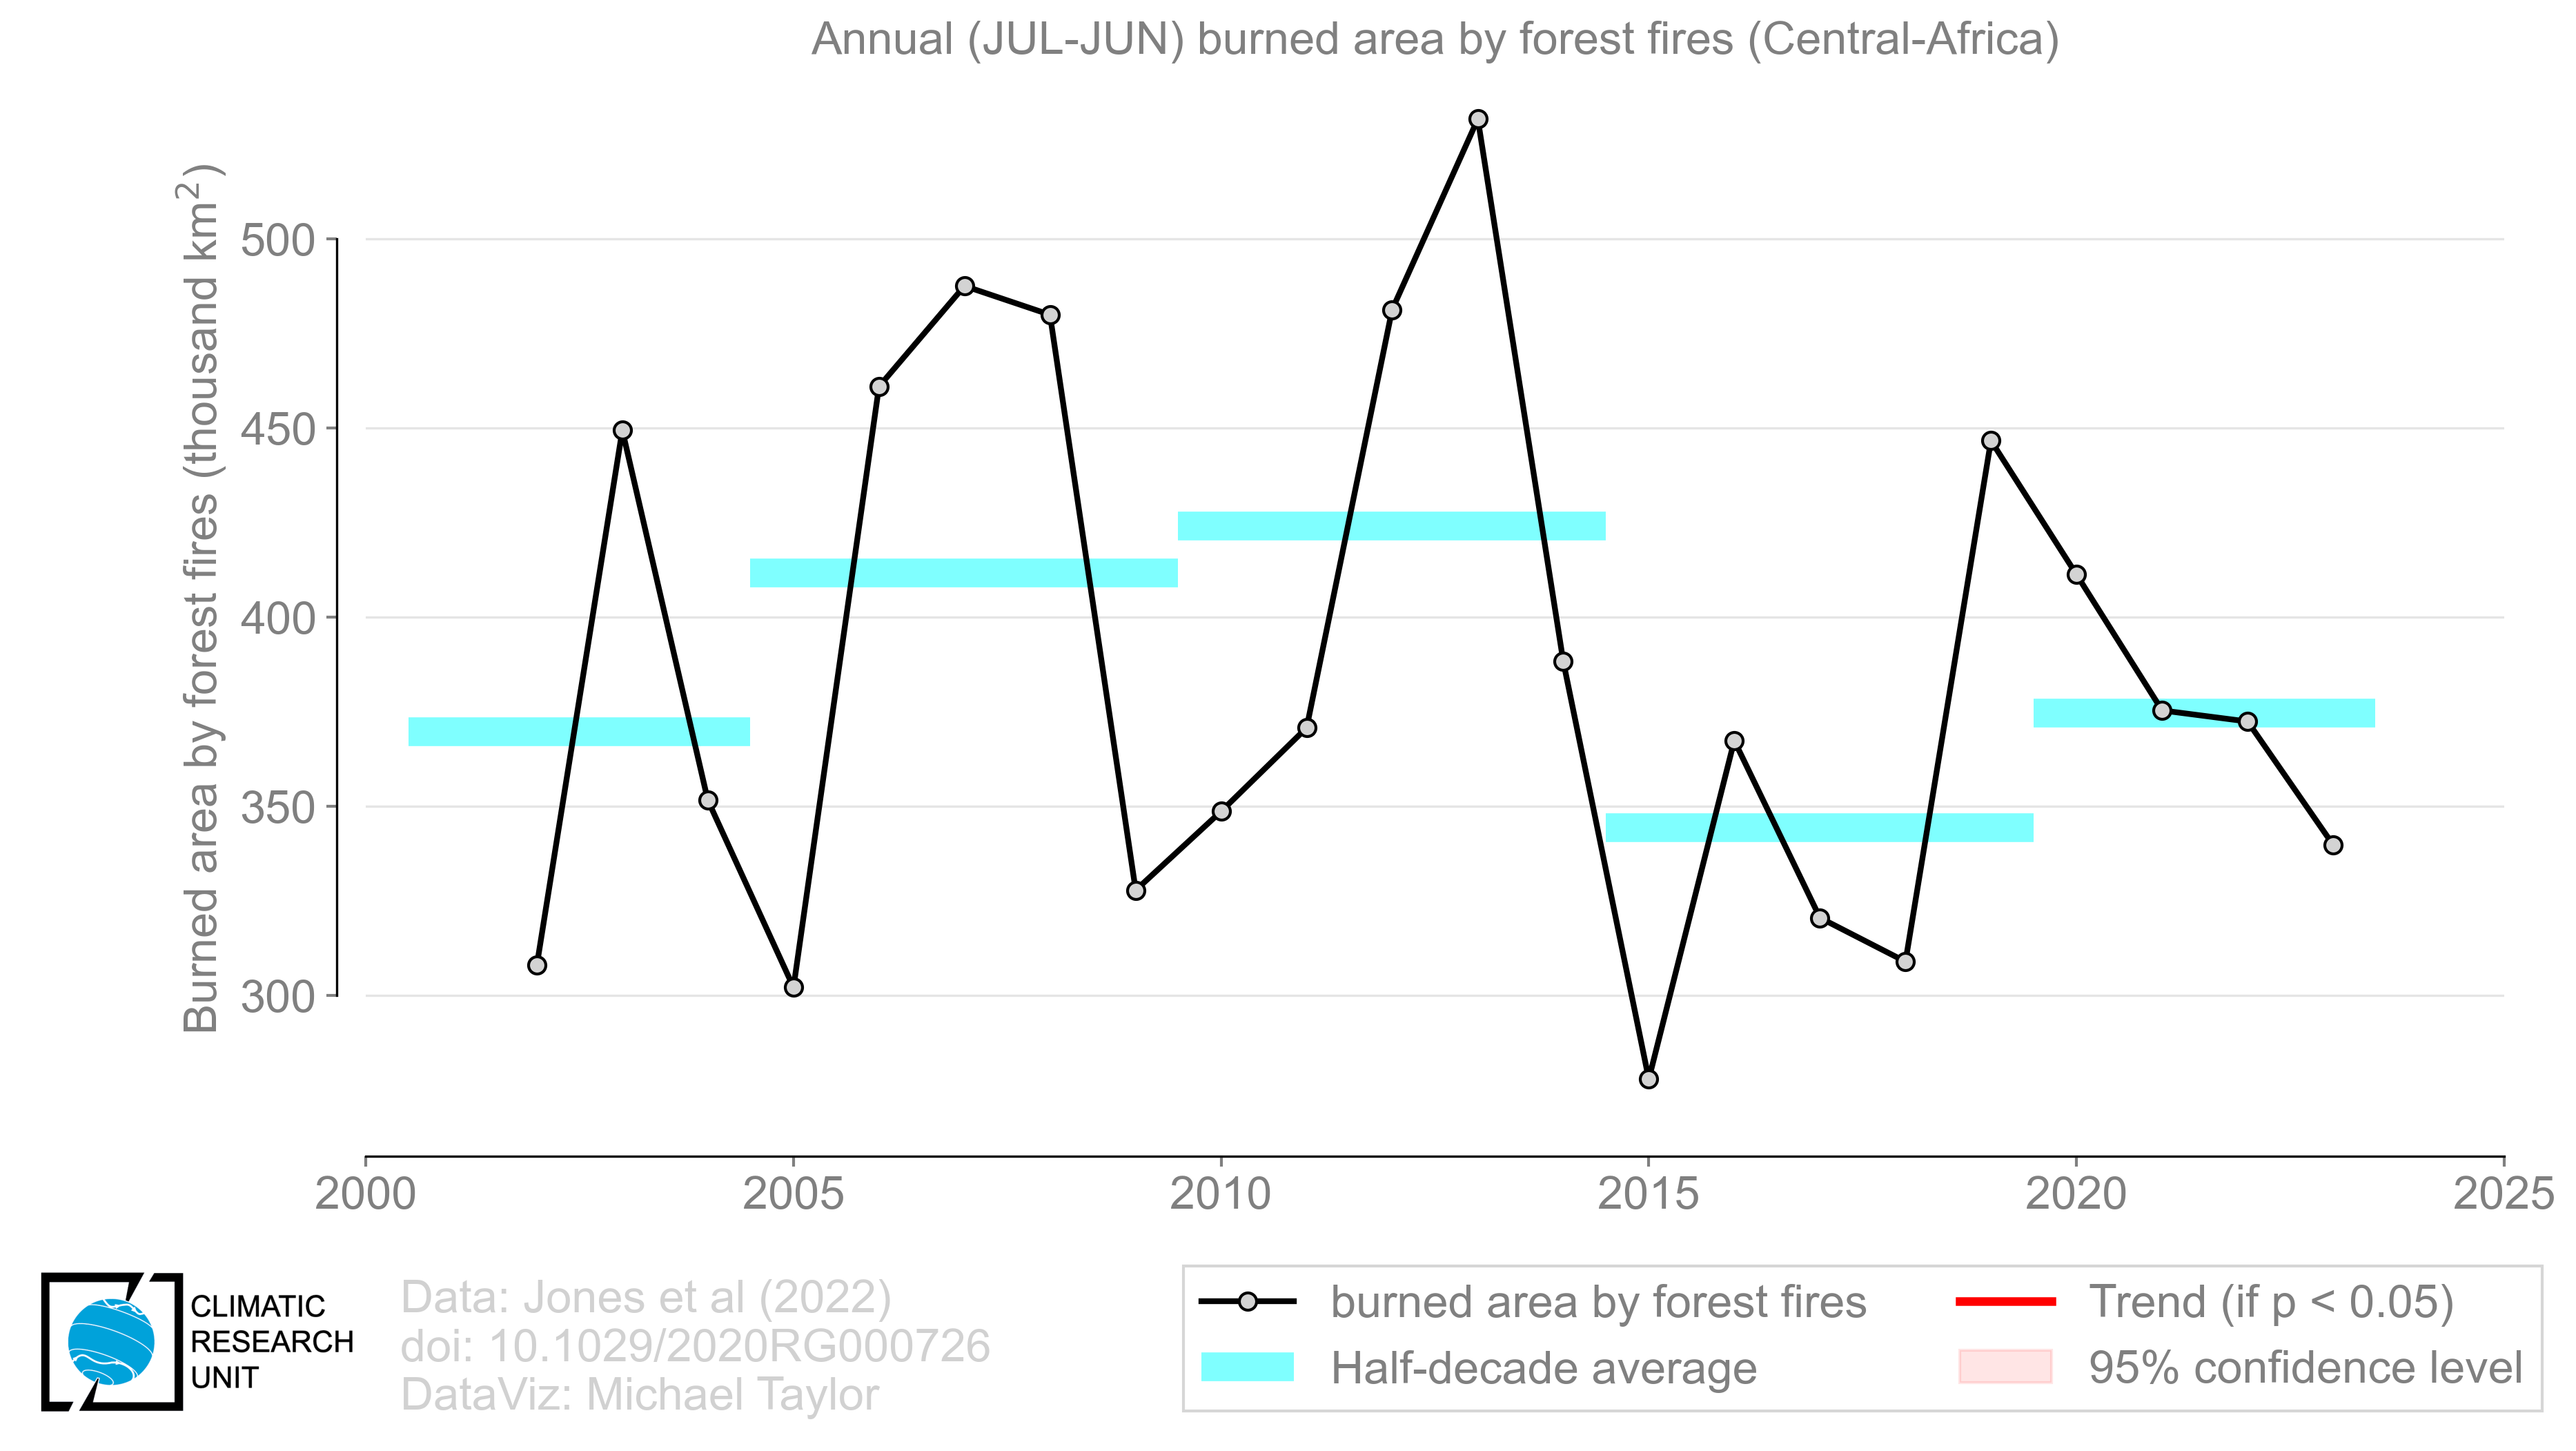 Annual (JUL-JUN) burned area by forest fires (Central-Africa)
Burned area by forest fires (thousand km²)
500
450
400
350
300
2000
2005
2010
2015
2020
2025
CLIMATIC
RESEARCH
UNIT
Data: Jones et al (2022)
doi: 10.1029/2020RG000726
DataViz: Michael Taylor
burned area by forest fires
Half-decade average
Trend (if p < 0.05)
95% confidence level